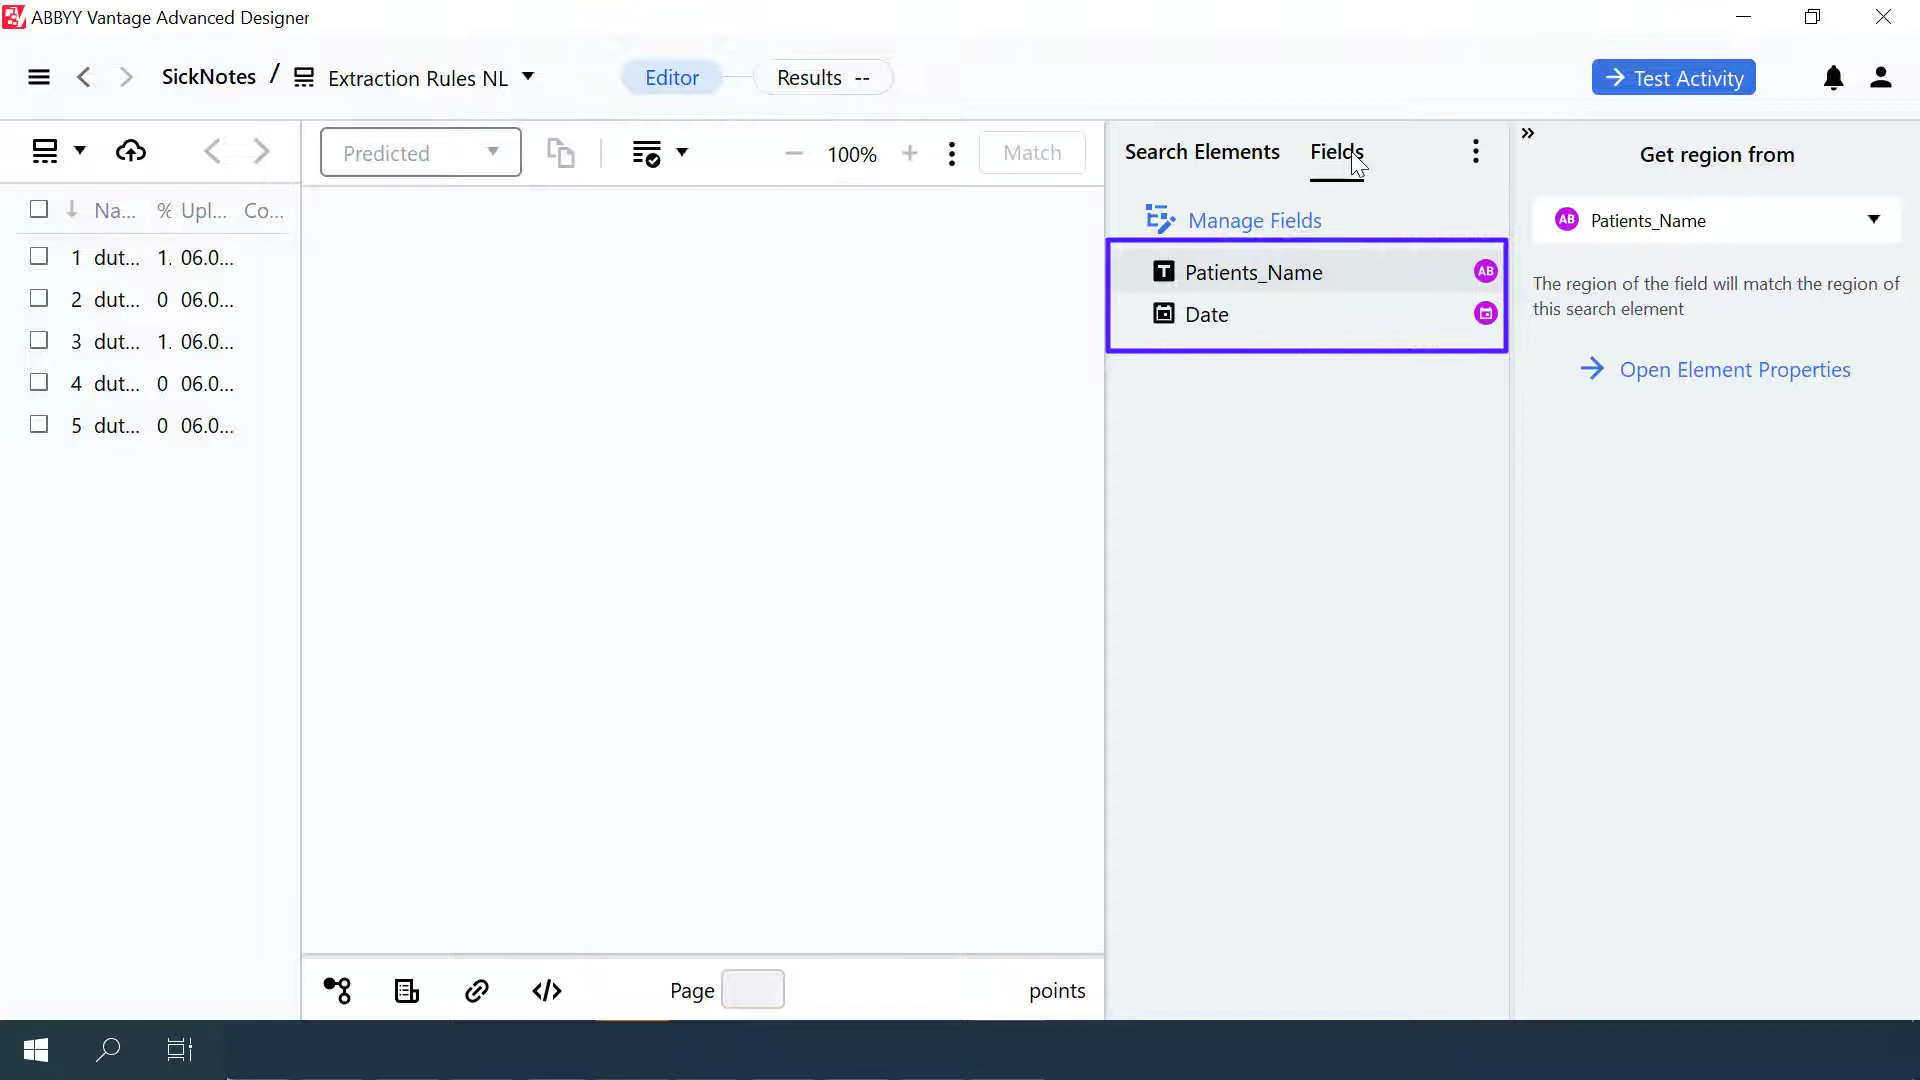 ABBYY Vantage Advanced Designer
SickNotes / Extraction Rules NL
Editor
Results --
Test Activity
Predicted
100%
Match
Search Elements
Fields
Get region from
Na... % Upl... Co...
Manage Fields
AB Patients_Name
1 dut... 1. 06.0...
Patients_Name AB
The region of the field will match the region of
this search element
2 dut... 0 06.0...
Date
3 dut... 1. 06.0...
Open Element Properties
4 dut... 0 06.0...
5 dut... 0 06.0...
Page
points